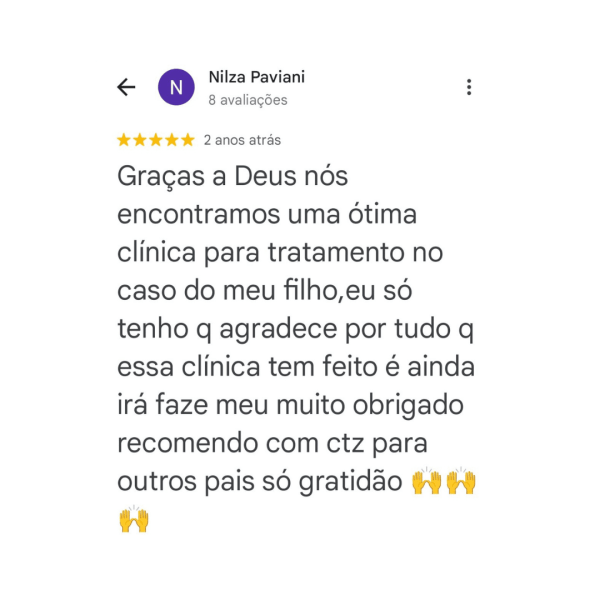 Nilza Paviani
N
8 avaliações
2 anos atrás
Graças a Deus nós
encontramos uma ótima
clínica para tratamento no
caso do meu filho,eu só
tenho q agradece por tudo q
essa clínica tem feito é ainda
irá faze meu muito obrigado
recomendo com ctz para
outros pais só gratidão 🙌🙌
🙌